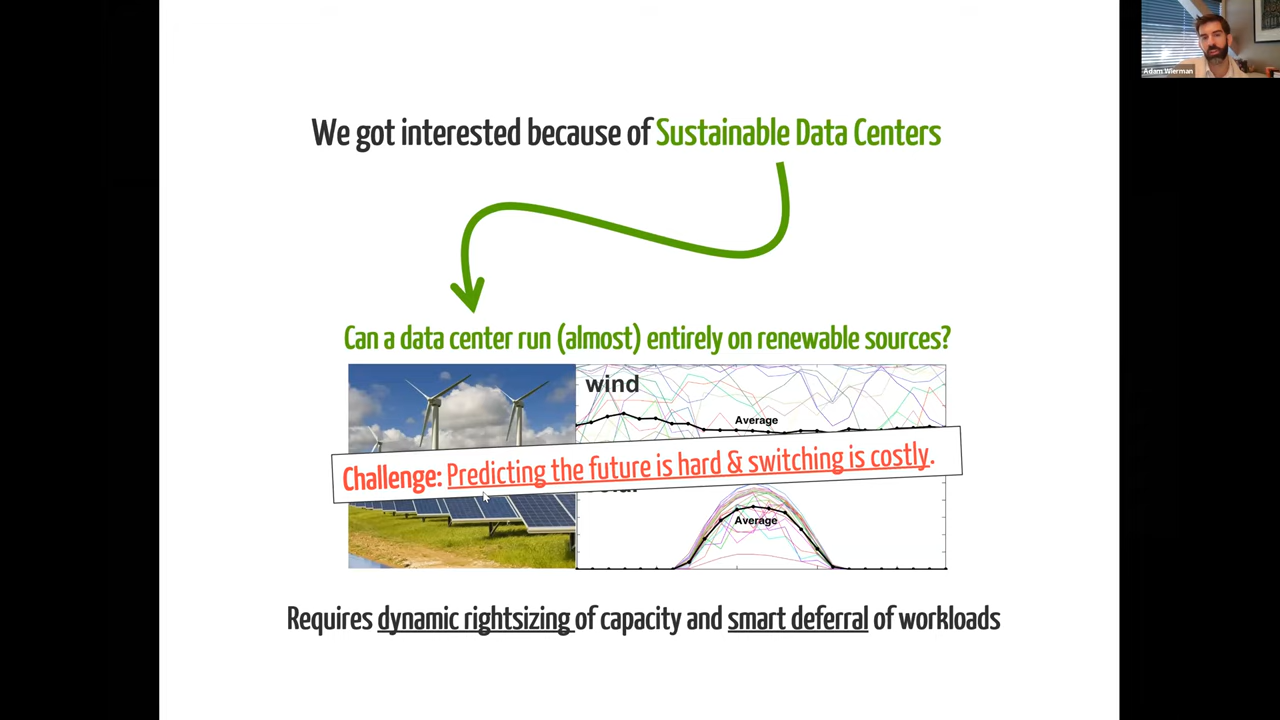 Adam Wierman
We got interested because of Sustainable Data Centers
Can a data center run (almost) entirely on renewable sources?
wind
Average
Challenge: Predicting the future is hard & switching is costly.
Average
Requires dynamic rightsizing of capacity and smart deferral of workloads